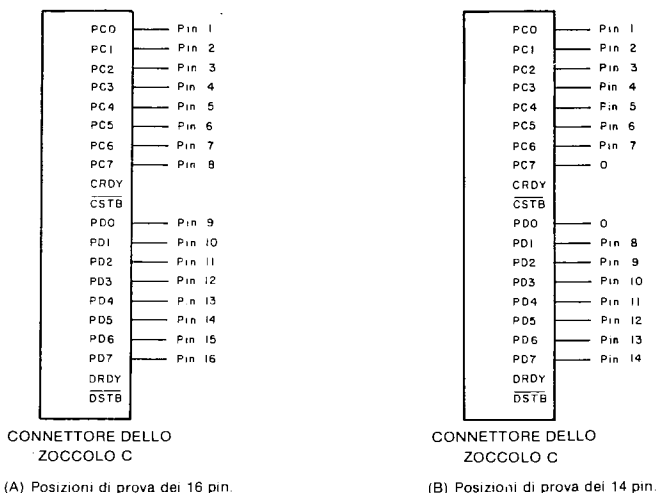 PC0 Pin 1
PC1 Pin 2
PC2 Pin 3
PC3 Pin 4
PC4 Pin 5
PC5 Pin 6
PC6 Pin 7
PC7 Pin 8
CRDY
CSTB
PD0 Pin 9
PD1 Pin 10
PD2 Pin 11
PD3 Pin 12
PD4 Pin 13
PD5 Pin 14
PD6 Pin 15
PD7 Pin 16
DRDY
DSTB
CONNETTORE DELLO
ZOCCOLO C
(A) Posizioni di prova dei 16 pin.
PC0 Pin 1
PC1 Pin 2
PC2 Pin 3
PC3 Pin 4
PC4 Pin 5
PC5 Pin 6
PC6 Pin 7
PC7 0
CRDY
CSTB
PD0 0
PD1 Pin 8
PD2 Pin 9
PD3 Pin 10
PD4 Pin 11
PD5 Pin 12
PD6 Pin 13
PD7 Pin 14
DRDY
DSTB
CONNETTORE DELLO
ZOCCOLO C
(B) Posizioni di prova dei 14 pin.